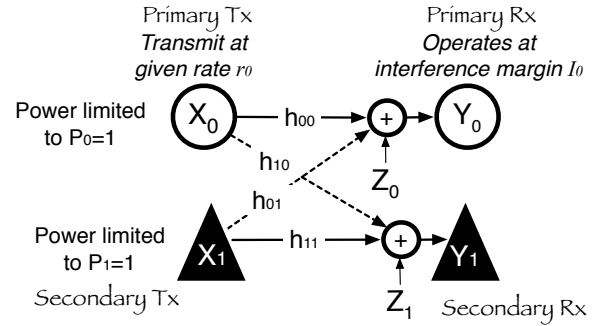 Primary Tx
Primary Rx
Transmit at
given rate r0
Operates at
interference margin I0
Power limited
to P0=1
X0
h00
+
Y0
h10
Z0
h01
Power limited
to P1=1
X1
h11
+
Y1
Z1
Secondary Tx
Secondary Rx